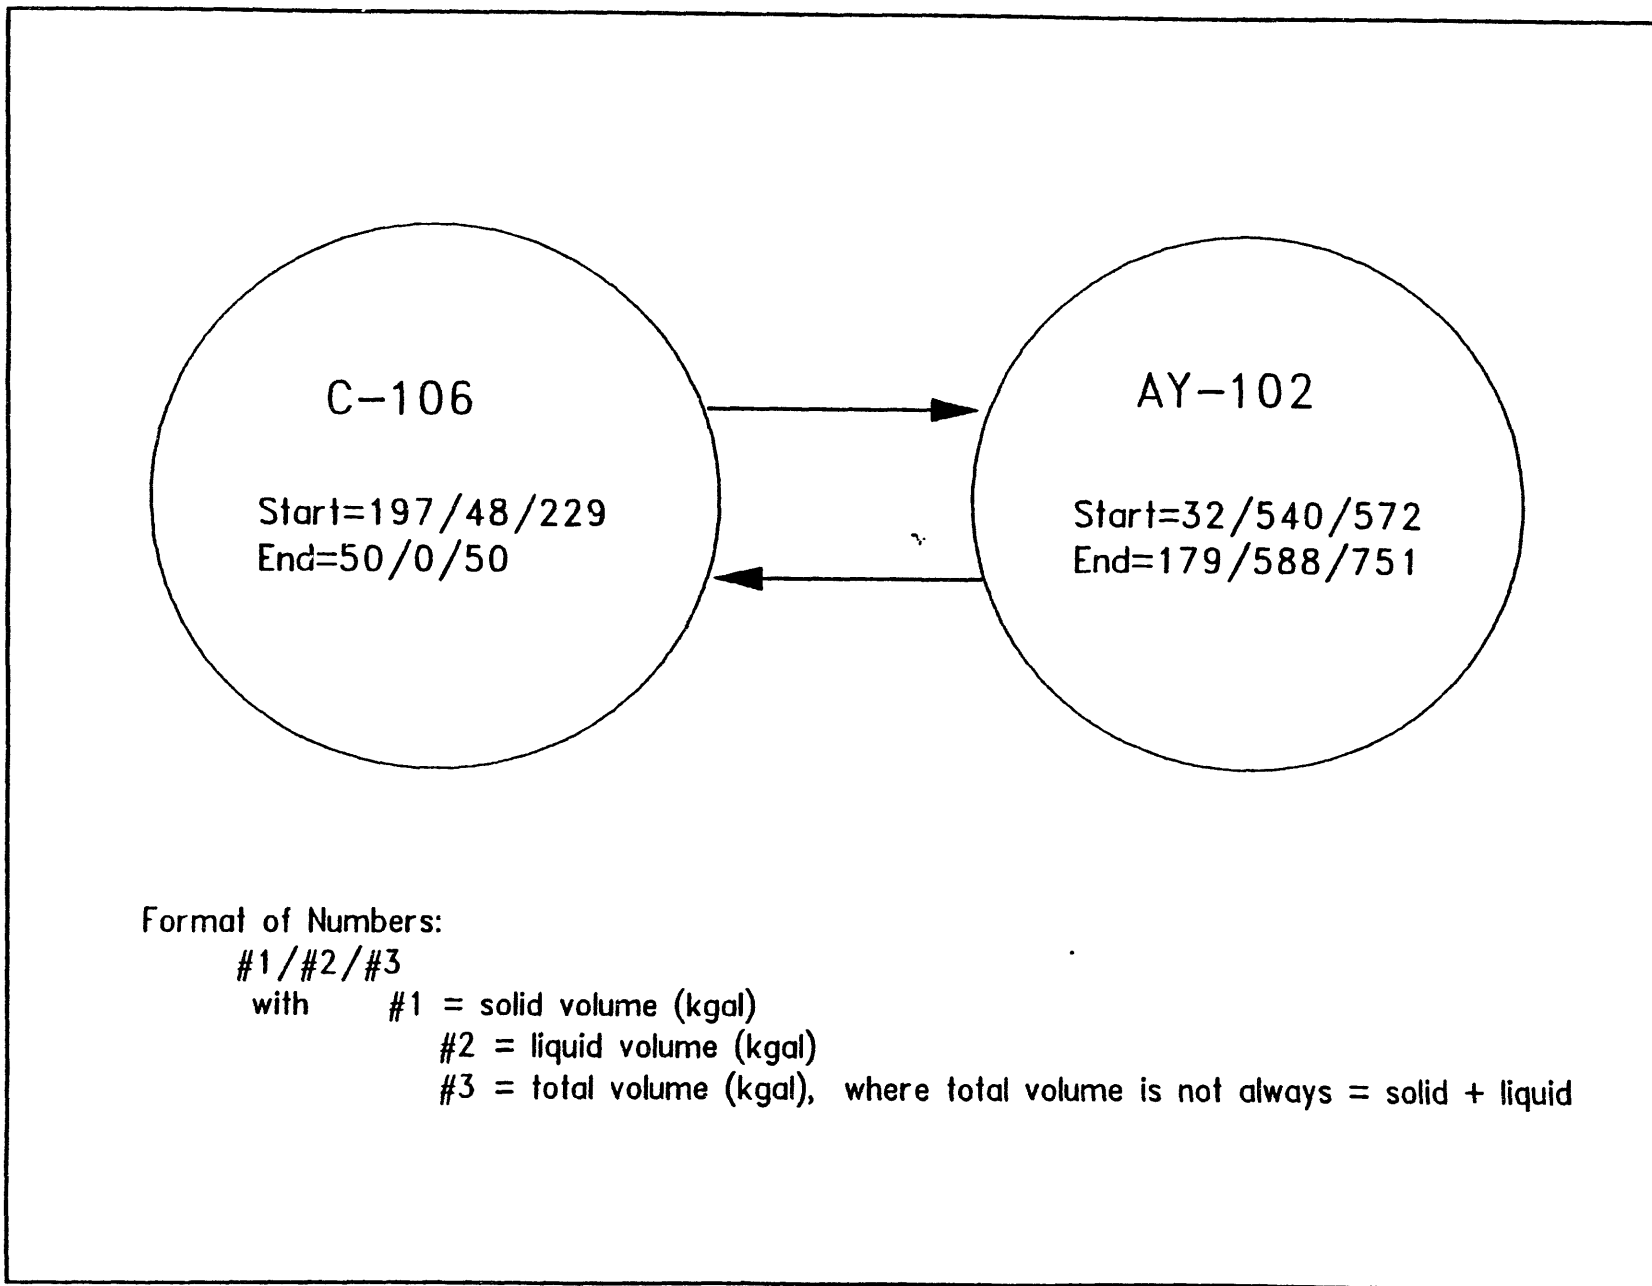 C-106
Start=197/48/229
End=50/0/50
AY-102
Start=32/540/572
End=179/588/751
Format of Numbers:
#1/#2/#3
with #1 = solid volume (kgal)
#2 = liquid volume (kgal)
#3 = total volume (kgal), where total volume is not always = solid + liquid